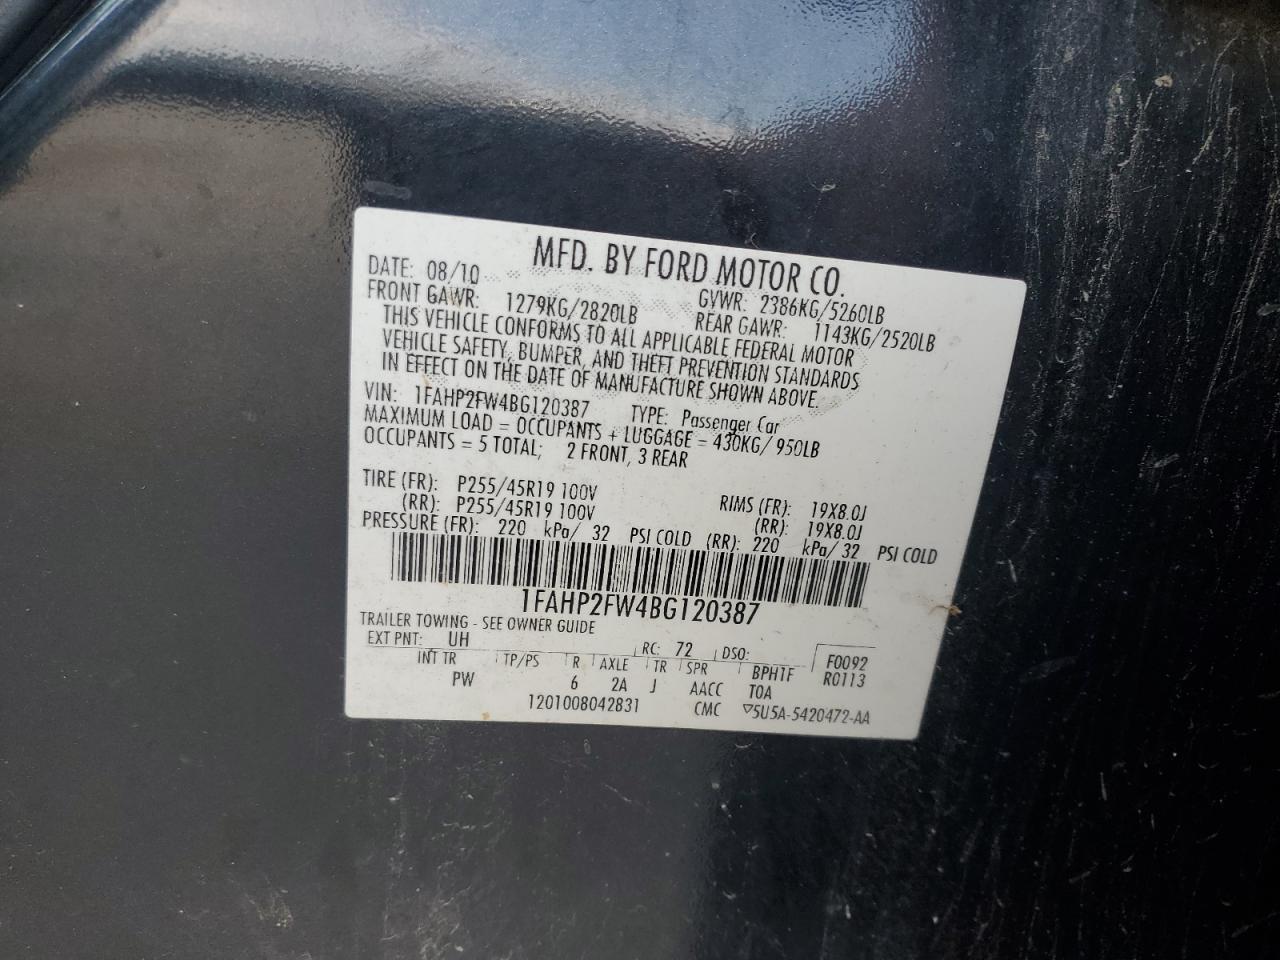 MFD. BY FORD MOTOR CO.
DATE: 08/10 GVWR: 2386KG/5260LB
FRONT GAWR: 1279KG/2820LB REAR GAWR: 1143KG/2520LB
THIS VEHICLE CONFORMS TO ALL APPLICABLE FEDERAL MOTOR
VEHICLE SAFETY, BUMPER, AND THEFT PREVENTION STANDARDS
IN EFFECT ON THE DATE OF MANUFACTURE SHOWN ABOVE.
VIN: 1FAHP2FW4BG120387 TYPE: Passenger Car
MAXIMUM LOAD = OCCUPANTS + LUGGAGE = 430KG/ 950LB
OCCUPANTS = 5 TOTAL; 2 FRONT, 3 REAR
TIRE (FR): P255/45R19 100V RIMS (FR): 19X8.0J
(RR): P255/45R19 100V (RR): 19X8.0J
PRESSURE (FR): 220 kPa/ 32 PSI COLD (RR): 220 kPa/ 32 PSI COLD
1FAHP2FW4BG120387
TRAILER TOWING - SEE OWNER GUIDE
EXT PNT: UH RC: 72 DSO: F0092
INT TR TP/PS R AXLE TR SPR BPHTF R0113
PW 6 2A J AACC TOA
1201008042831 CMC ▽5U5A-5420472-AA